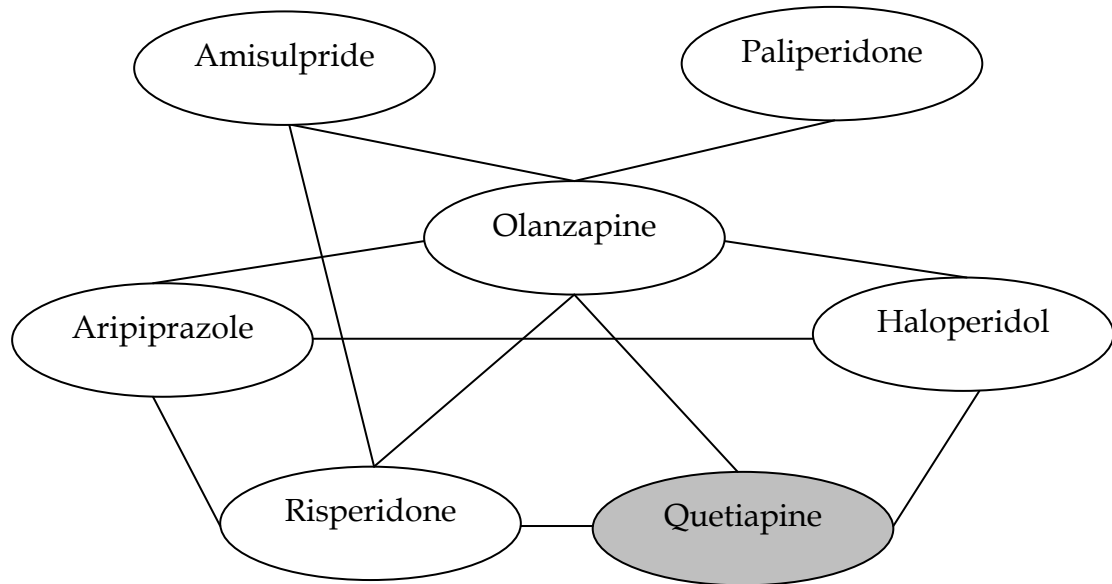 Amisulpride
Paliperidone
Olanzapine
Aripiprazole
Haloperidol
Risperidone
Quetiapine